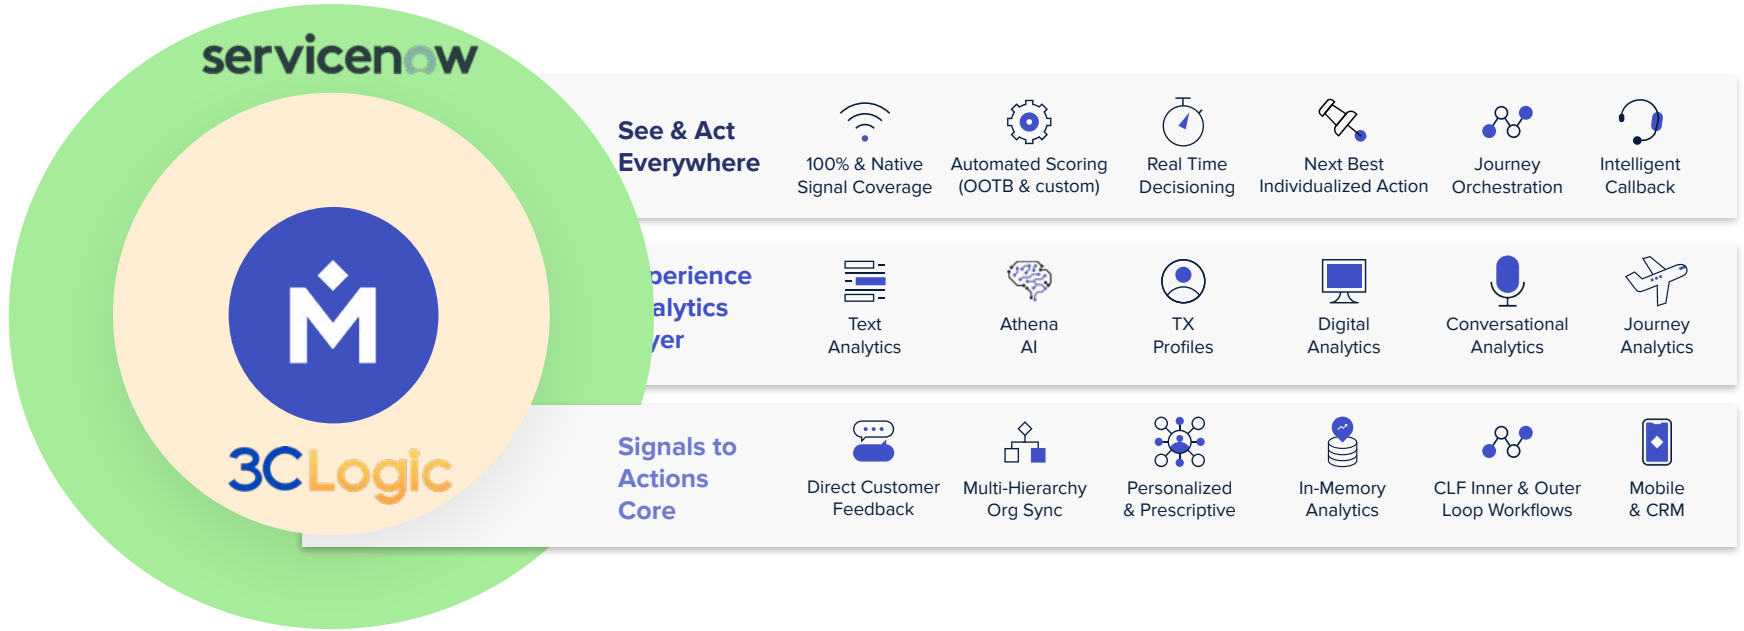 servicenow
See & Act
Everywhere
100% & Native
Signal Coverage
Automated Scoring
(OOTB & custom)
Real Time
Decisioning
Next Best
Individualized Action
Journey
Orchestration
Intelligent
Callback
perience
alytics
yer
Text
Analytics
Athena
AI
TX
Profiles
Digital
Analytics
Conversational
Analytics
Journey
Analytics
M
3CLogic
Signals to
Actions
Core
Direct Customer
Feedback
Multi-Hierarchy
Org Sync
Personalized
& Prescriptive
In-Memory
Analytics
CLF Inner & Outer
Loop Workflows
Mobile
& CRM